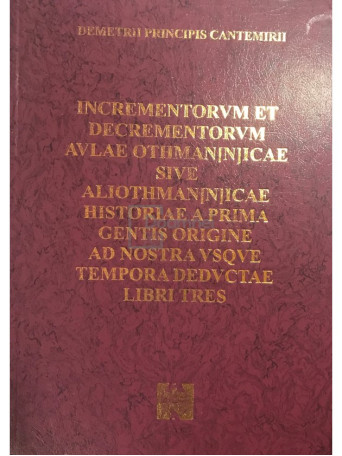 DEMETRII PRINCIPIS CANTEMIRII
INCREMENTORVM ET
DECREMENTORVM
AVLAE OTHMAN[N]ICAE
SIVE
ALIOTHMAN[N]ICAE
HISTORIAE A PRIMA
GENTIS ORIGINE
AD NOSTRA VSQVE
TEMPORA DEDVCTAE
LIBRI TRES